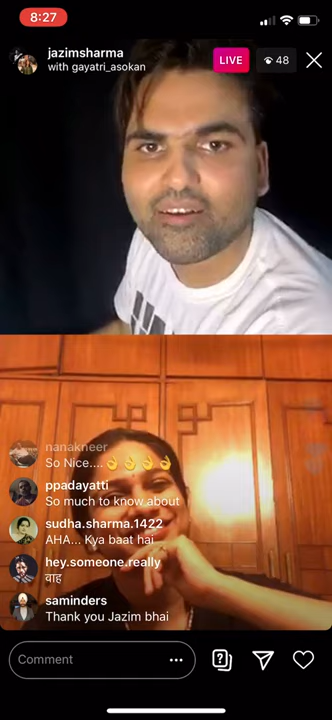 8:27
jazimsharma
with gayatri_asokan
LIVE
48
nanakneer
So Nice....👌👌👌👌
ppadayatti
So much to know about
sudha.sharma.1422
AHA... Kya baat hai
hey.someone.really
वाह
saminders
Thank you Jazim bhai
Comment